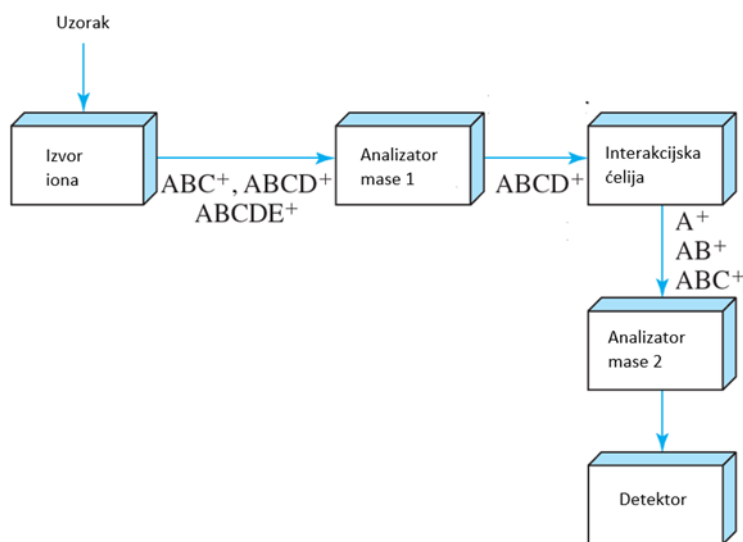 Uzorak
Izvor
iona
ABC⁺, ABCD⁺
ABCDE⁺
Analizator
mase 1
ABCD⁺
Interakcijska
ćelija
A⁺
AB⁺
ABC⁺
Analizator
mase 2
Detektor